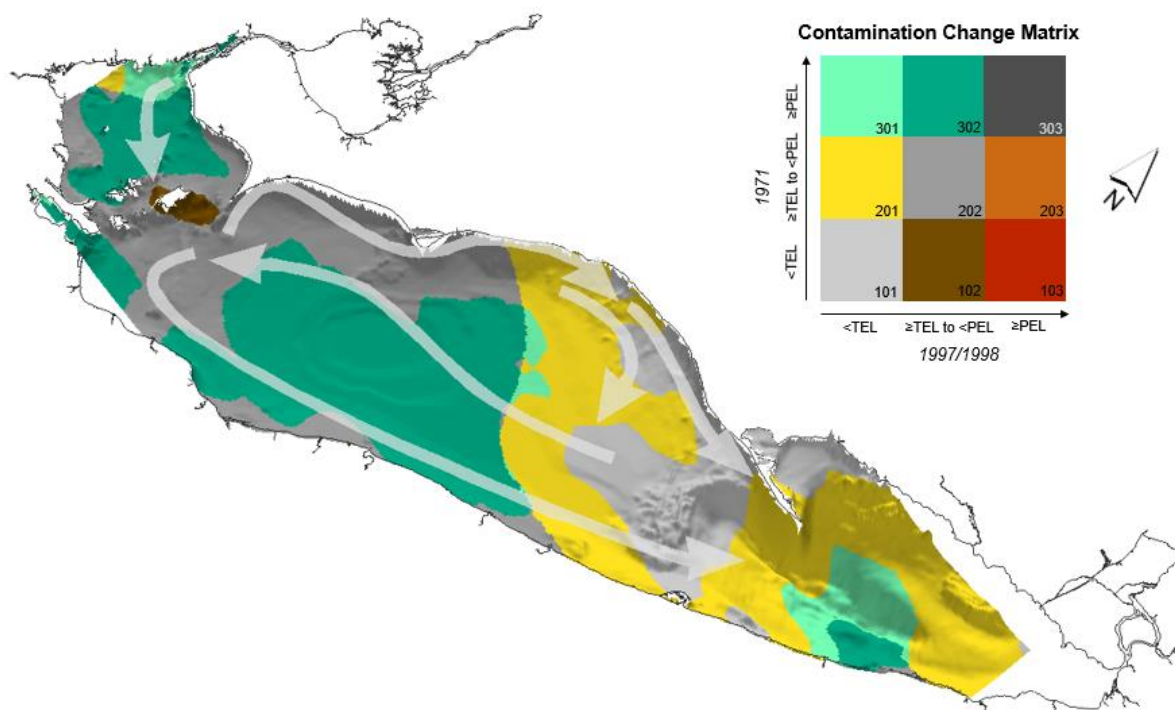 Contamination Change Matrix
≥PEL
301
302
303
1971
≥TEL to <PEL
201
202
203
<TEL
101
102
103
<TEL
≥TEL to <PEL
≥PEL
1997/1998
N